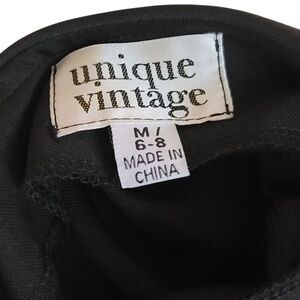 unique
vintage
M/
6-8
MADE IN
CHINA